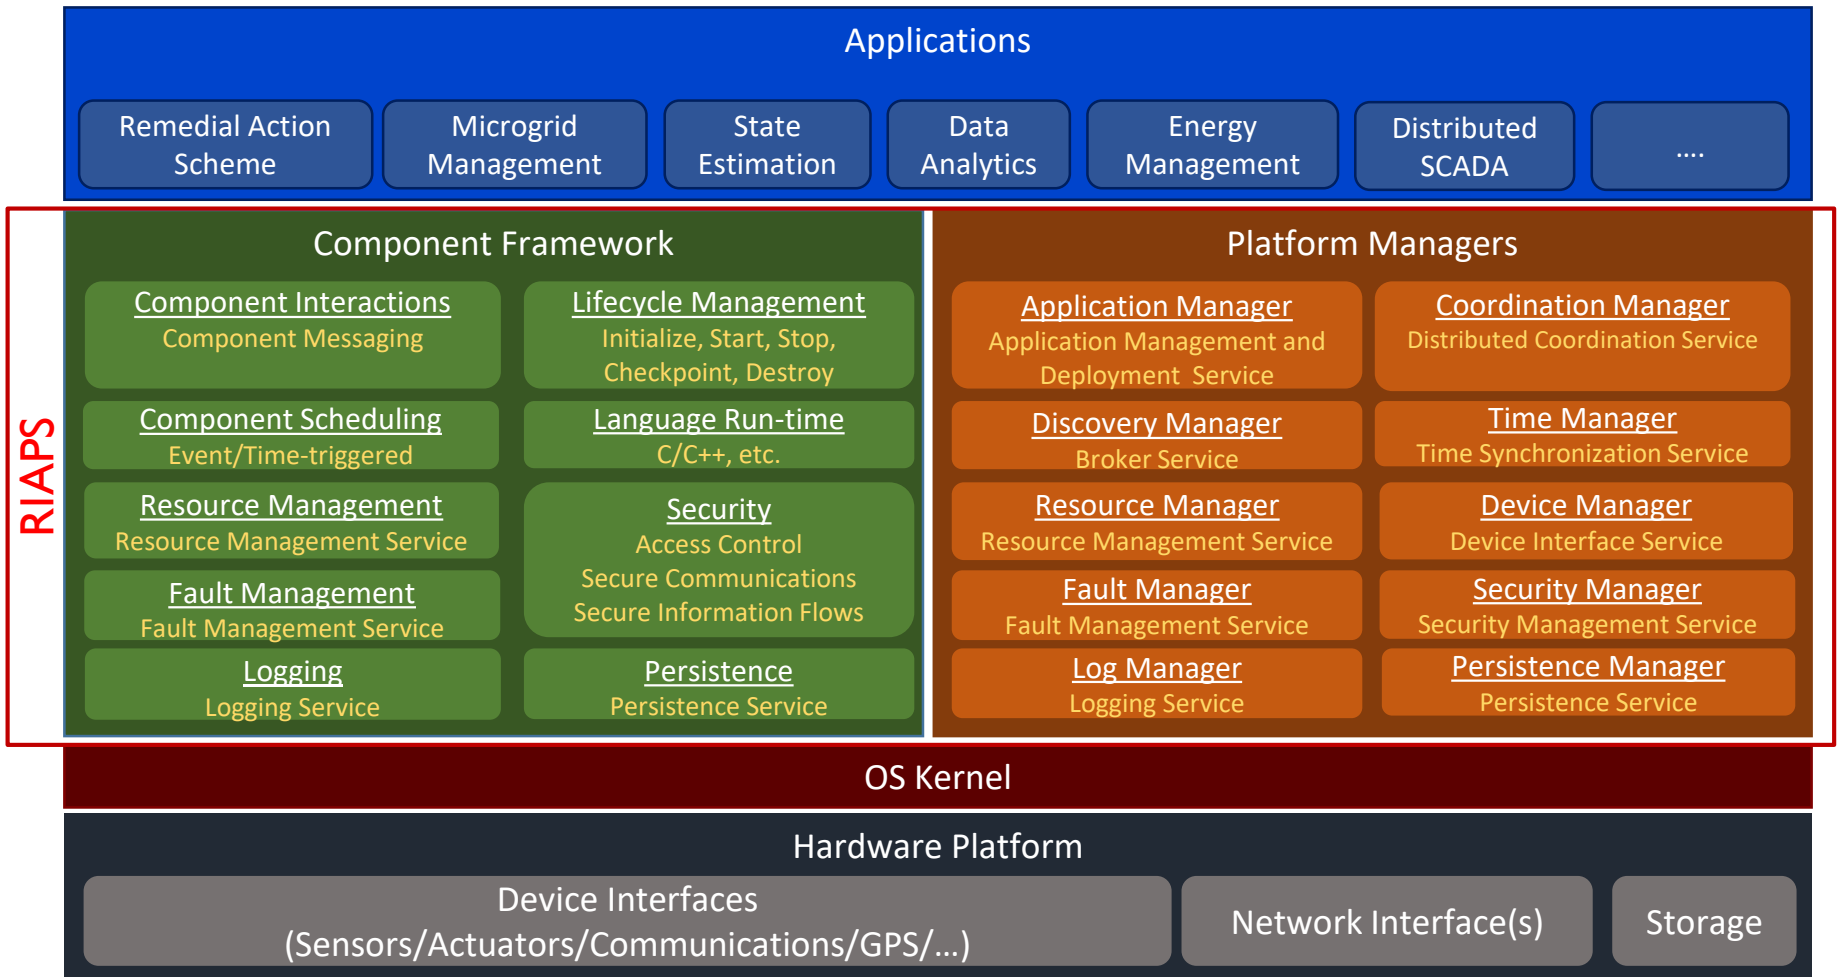 Applications
Remedial Action
Scheme
Microgrid
Management
State
Estimation
Data
Analytics
Energy
Management
Distributed
SCADA
....
RIAPS
Component Framework
Component Interactions
Component Messaging
Lifecycle Management
Initialize, Start, Stop,
Checkpoint, Destroy
Component Scheduling
Event/Time-triggered
Language Run-time
C/C++, etc.
Resource Management
Resource Management Service
Security
Access Control
Secure Communications
Secure Information Flows
Fault Management
Fault Management Service
Logging
Logging Service
Persistence
Persistence Service
Platform Managers
Application Manager
Application Management and
Deployment Service
Coordination Manager
Distributed Coordination Service
Discovery Manager
Broker Service
Time Manager
Time Synchronization Service
Resource Manager
Resource Management Service
Device Manager
Device Interface Service
Fault Manager
Fault Management Service
Security Manager
Security Management Service
Log Manager
Logging Service
Persistence Manager
Persistence Service
OS Kernel
Hardware Platform
Device Interfaces
(Sensors/Actuators/Communications/GPS/...)
Network Interface(s)
Storage